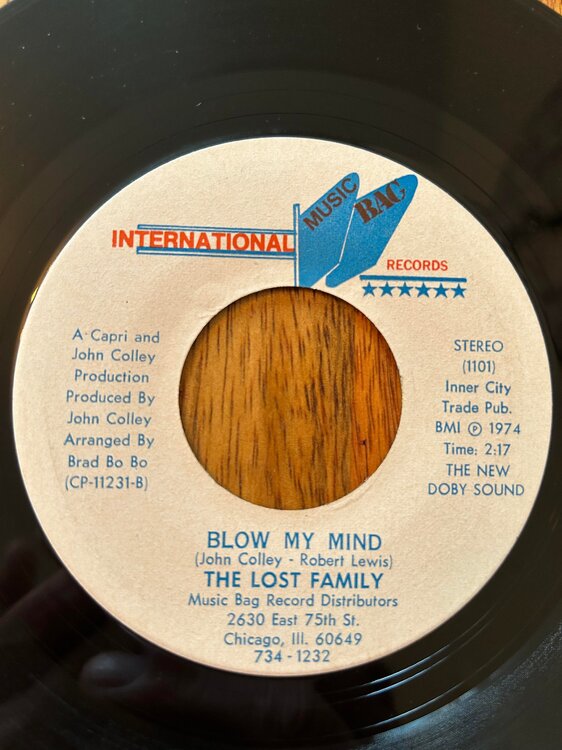 INTERNATIONAL
MUSIC
BAG
RECORDS
★★★★★★
A Capri and
John Colley
Production
Produced By
John Colley
Arranged By
Brad Bo Bo
(CP-11231-B)
STEREO
(1101)
Inner City
Trade Pub.
BMI ℗ 1974
Time: 2:17
THE NEW
DOBY SOUND
BLOW MY MIND
(John Colley - Robert Lewis)
THE LOST FAMILY
Music Bag Record Distributors
2630 East 75th St.
Chicago, Ill. 60649
734-1232